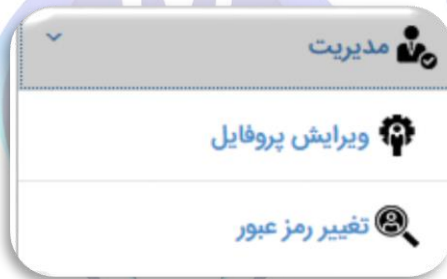 مدیریت
ویرایش پروفایل
تغییر رمز عبور